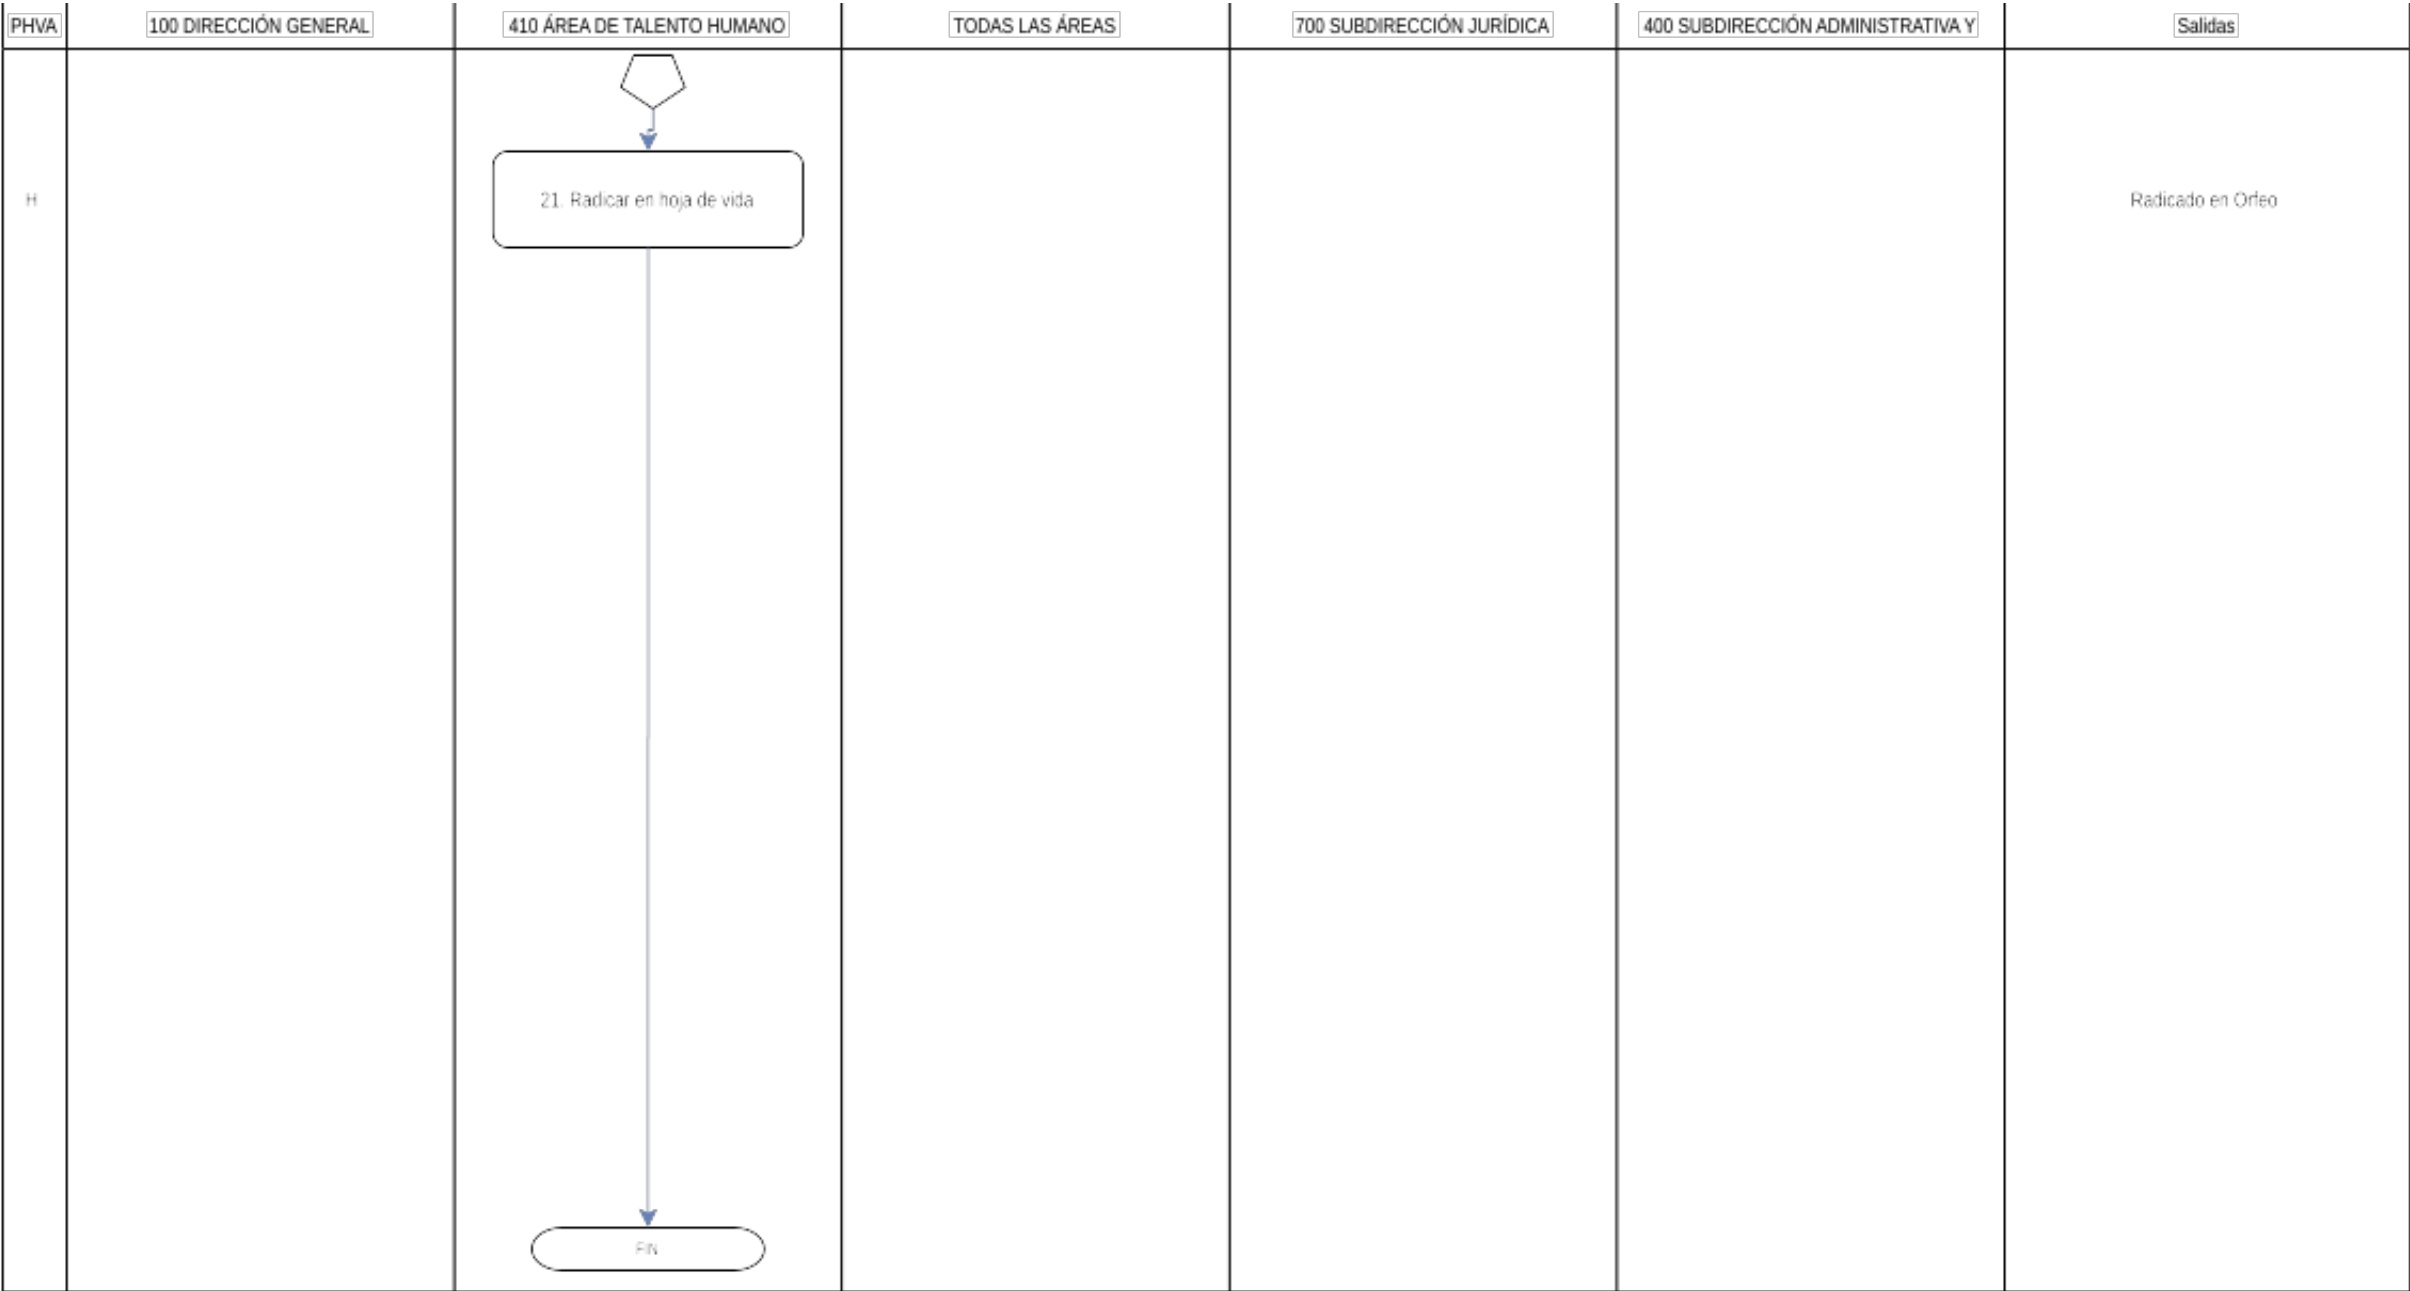 PHVA
100 DIRECCIÓN GENERAL
410 ÁREA DE TALENTO HUMANO
TODAS LAS ÁREAS
700 SUBDIRECCIÓN JURÍDICA
400 SUBDIRECCIÓN ADMINISTRATIVA Y
Salidas
H
21. Radicar en hoja de vida
Radicado en Orfeo
FIN